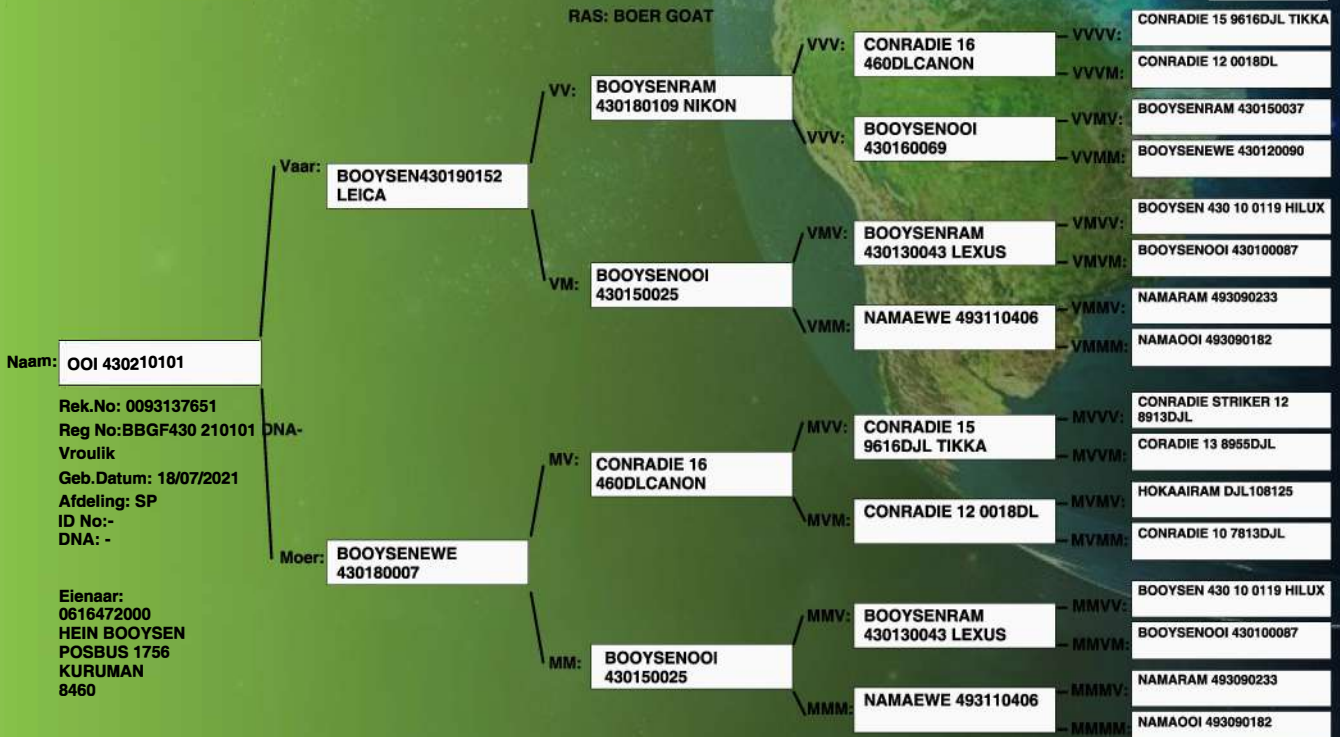 RAS: BOER GOAT
Naam:
OOI 430210101
Rek.No: 0093137651
Reg No:BBGF430 210101 DNA-
Vroulik
Geb.Datum: 18/07/2021
Afdeling: SP
ID No:-
DNA: -
Eienaar:
0616472000
HEIN BOOYSEN
POSBUS 1756
KURUMAN
8460
Vaar:
BOOYSEN430190152
LEICA
Moer:
BOOYSENEWE
430180007
VV:
BOOYSENRAM
430180109 NIKON
VM:
BOOYSENOOI
430150025
MV:
CONRADIE 16
460DLCANON
MM:
BOOYSENOOI
430150025
VVV:
CONRADIE 16
460DLCANON
VVV:
BOOYSENOOI
430160069
VMV:
BOOYSENRAM
430130043 LEXUS
VMM:
NAMAEWE 493110406
MVV:
CONRADIE 15
9616DJL TIKKA
MVM:
CONRADIE 12 0018DL
MMV:
BOOYSENRAM
430130043 LEXUS
MMM:
NAMAEWE 493110406
VVVV:
CONRADIE 15 9616DJL TIKKA
VVVM:
CONRADIE 12 0018DL
VVMV:
BOOYSENRAM 430150037
VVMM:
BOOYSENEWE 430120090
VMVV:
BOOYSEN 430 10 0119 HILUX
VMVM:
BOOYSENOOI 430100087
VMMV:
NAMARAM 493090233
VMMM:
NAMAOOI 493090182
MVVV:
CONRADIE STRIKER 12
8913DJL
MVVM:
CORADIE 13 8955DJL
MVMV:
HOKAAIRAM DJL108125
MVMM:
CONRADIE 10 7813DJL
MMVV:
BOOYSEN 430 10 0119 HILUX
MMVM:
BOOYSENOOI 430100087
MMMV:
NAMARAM 493090233
MMMM:
NAMAOOI 493090182